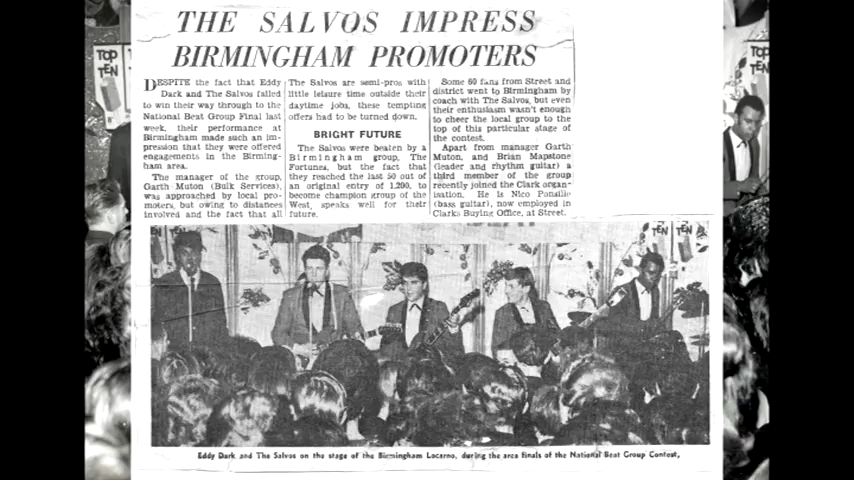 THE SALVOS IMPRESS
BIRMINGHAM PROMOTERS
DESPITE the fact that Eddy
Dark and The Salvos failed
to win their way through to the
National Beat Group Final last
week, their performance at
Birmingham made such an im-
pression that they were offered
engagements in the Birming-
ham area.
The manager of the group,
Garth Muton (Bulk Services),
was approached by local pro-
moters, but owing to distances
involved and the fact that all
The Salvos are semi-pros with
little leisure time outside their
daytime jobs, these tempting
offers had to be turned down.
BRIGHT FUTURE
The Salvos were beaten by a
Birmingham group, The
Fortunes, but the fact that
they reached the last 50 out of
an original entry of 1,200, to
become champion group of the
West, speaks well for their
future.
Some 60 fans from Street and
district went to Birmingham by
coach with The Salvos, but even
their enthusiasm wasn't enough
to cheer the local group to the
top of this particular stage of
the contest.
Apart from manager Garth
Muton, and Brian Mapstone
(leader and rhythm guitar) a
third member of the group
recently joined the Clark organ-
isation. He is Nico
(bass guitar), now employed in
Clarks Buying Office, at Street.
TOP
TEN
TOP
TEN
TEN
TEN
Eddy Dark and The Salvos on the stage of the Birmingham Locarno, during the area finals of the National Beat Group Contest,